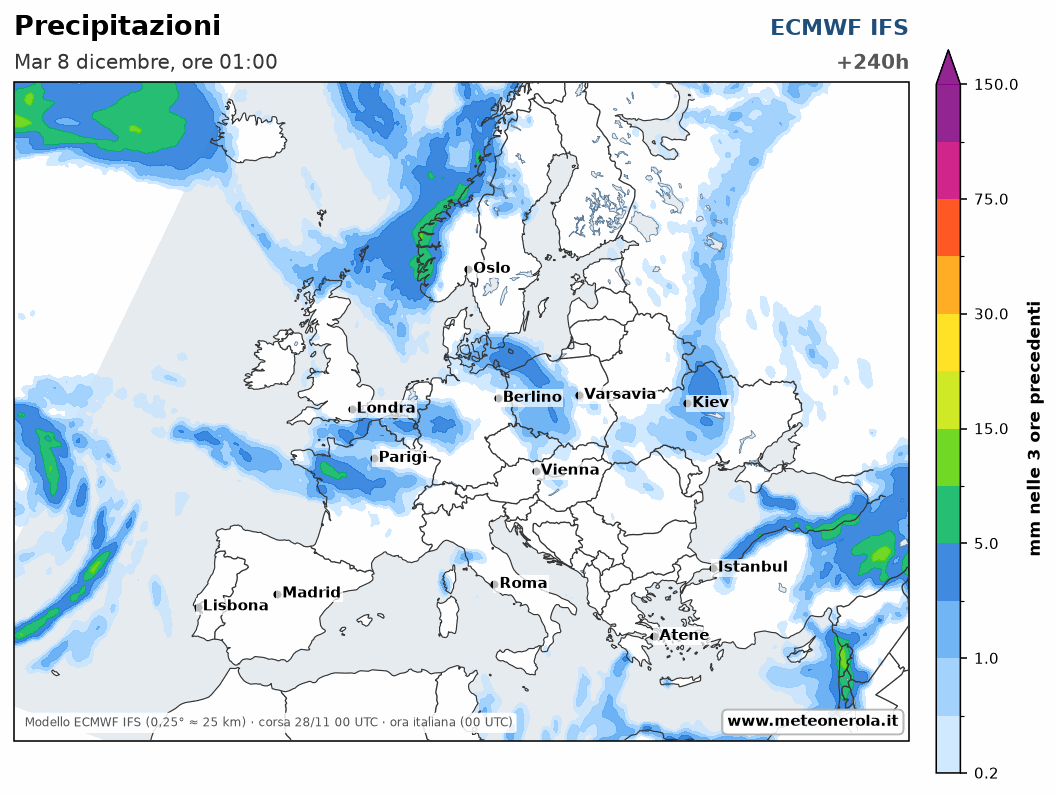 Precipitazioni
ECMWF IFS
Mar 8 dicembre, ore 01:00
+240h
150.0
75.0
30.0
15.0
5.0
1.0
0.2
mm nelle 3 ore precedenti
Oslo
Berlino
Varsavia
Kiev
Londra
Parigi
Vienna
Istanbul
Roma
Madrid
Lisbona
Atene
Modello ECMWF IFS (0,25° ≈ 25 km) · corsa 28/11 00 UTC · ora italiana (00 UTC)
www.meteonerola.it